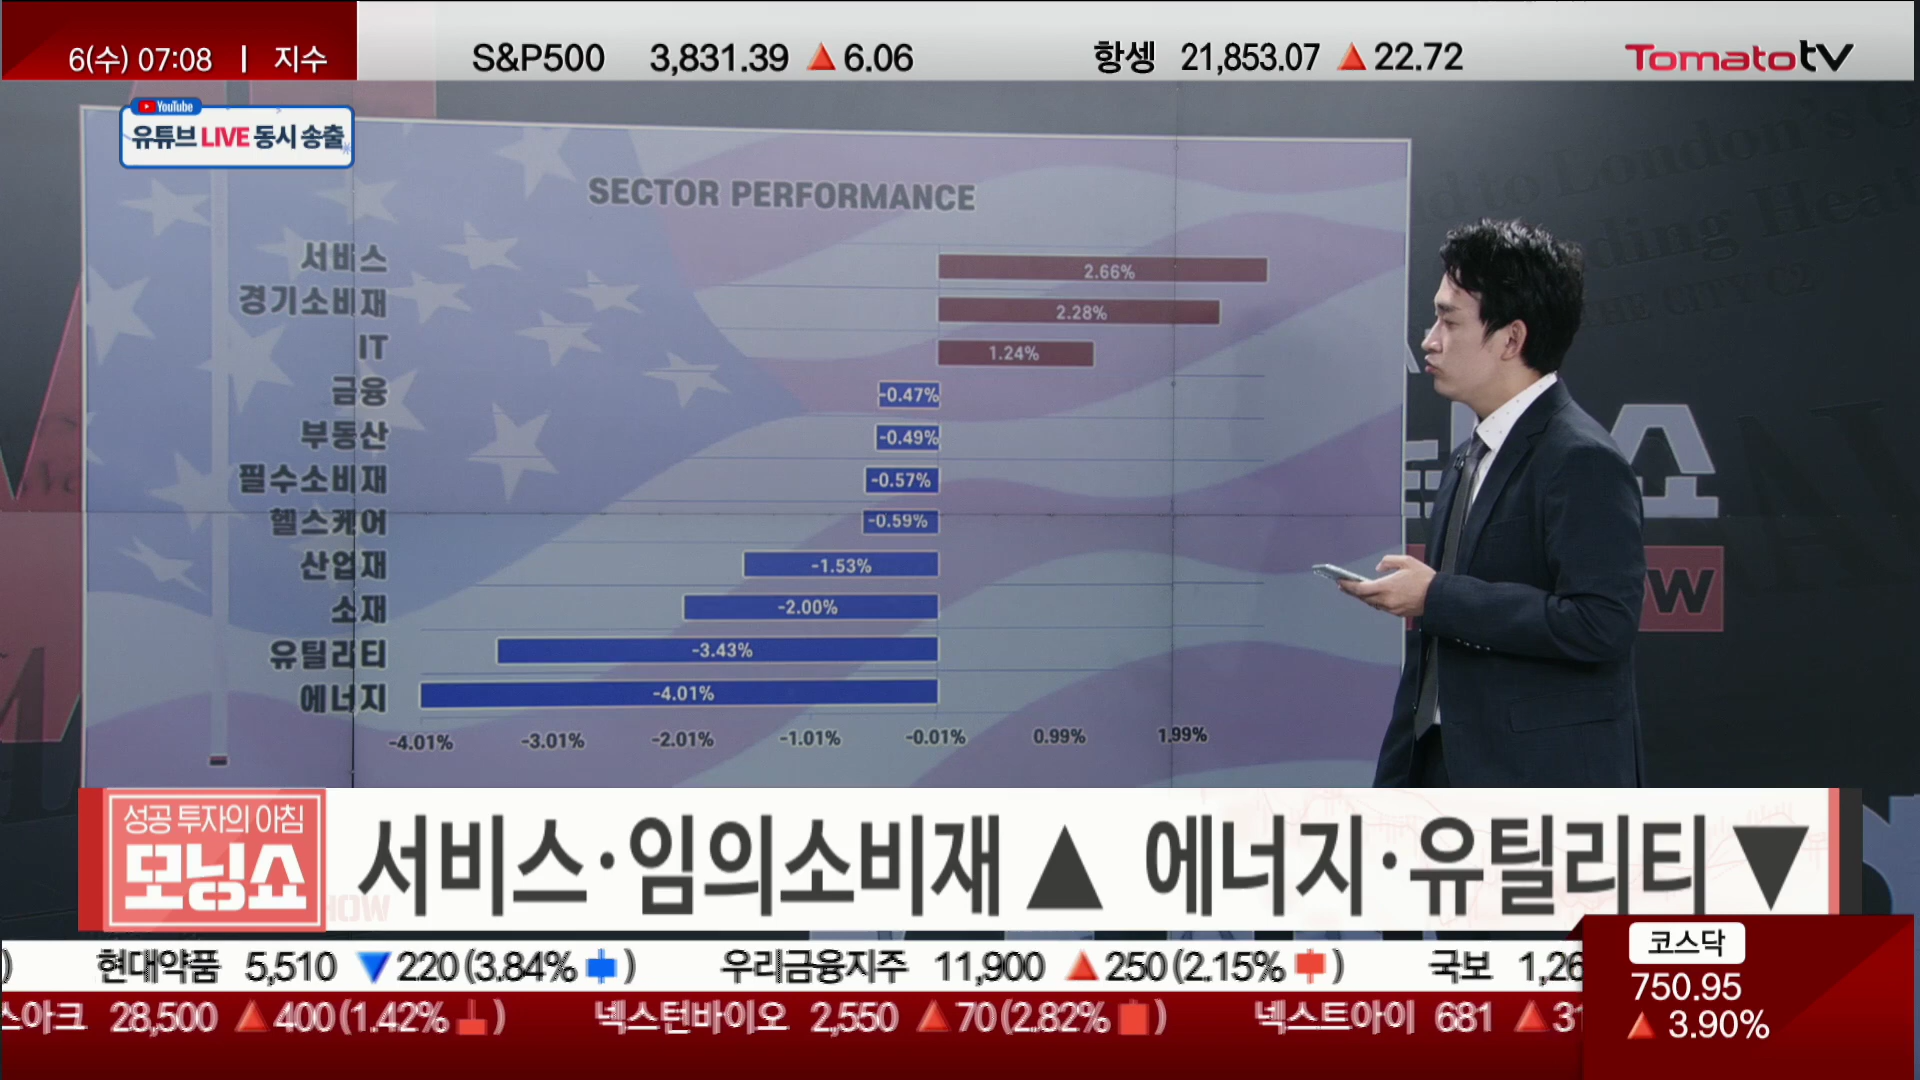 6(수) 07:08 | 지수
S&P500 3,831.39 ▲ 6.06
항셍 21,853.07 ▲ 22.72
Tomato tv
YouTube
유튜브 LIVE 동시 송출
SECTOR PERFORMANCE
서비스 2.66%
경기소비재 2.28%
IT 1.24%
금융 -0.47%
부동산 -0.49%
필수소비재 -0.57%
헬스케어 -0.59%
산업재 -1.53%
소재 -2.00%
유틸리티 -3.43%
에너지 -4.01%
-4.01% -3.01% -2.01% -1.01% -0.01% 0.99% 1.99%
성공 투자의 아침
모닝쇼
서비스·임의소비재 ▲ 에너지·유틸리티 ▼
) 현대약품 5,510 ▼ 220 (3.84% ) 우리금융지주 11,900 ▲ 250 (2.15% ) 국보 1,26
스아크 28,500 ▲ 400 (1.42% ) 넥스턴바이오 2,550 ▲ 70 (2.82% ) 넥스트아이 681 ▲ 31
코스닥
750.95
▲ 3.90%